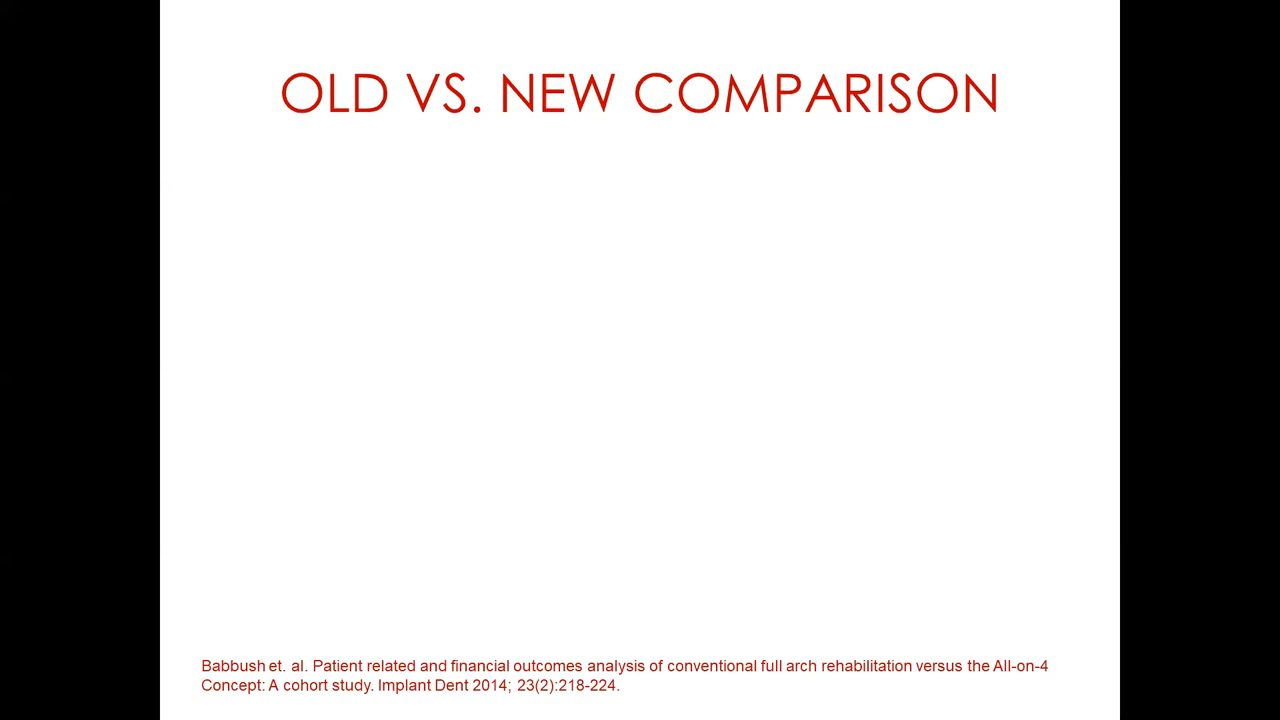 OLD VS. NEW COMPARISON
Babbush et. al. Patient related and financial outcomes analysis of conventional full arch rehabilitation versus the All-on-4
Concept: A cohort study. Implant Dent 2014; 23(2):218-224.